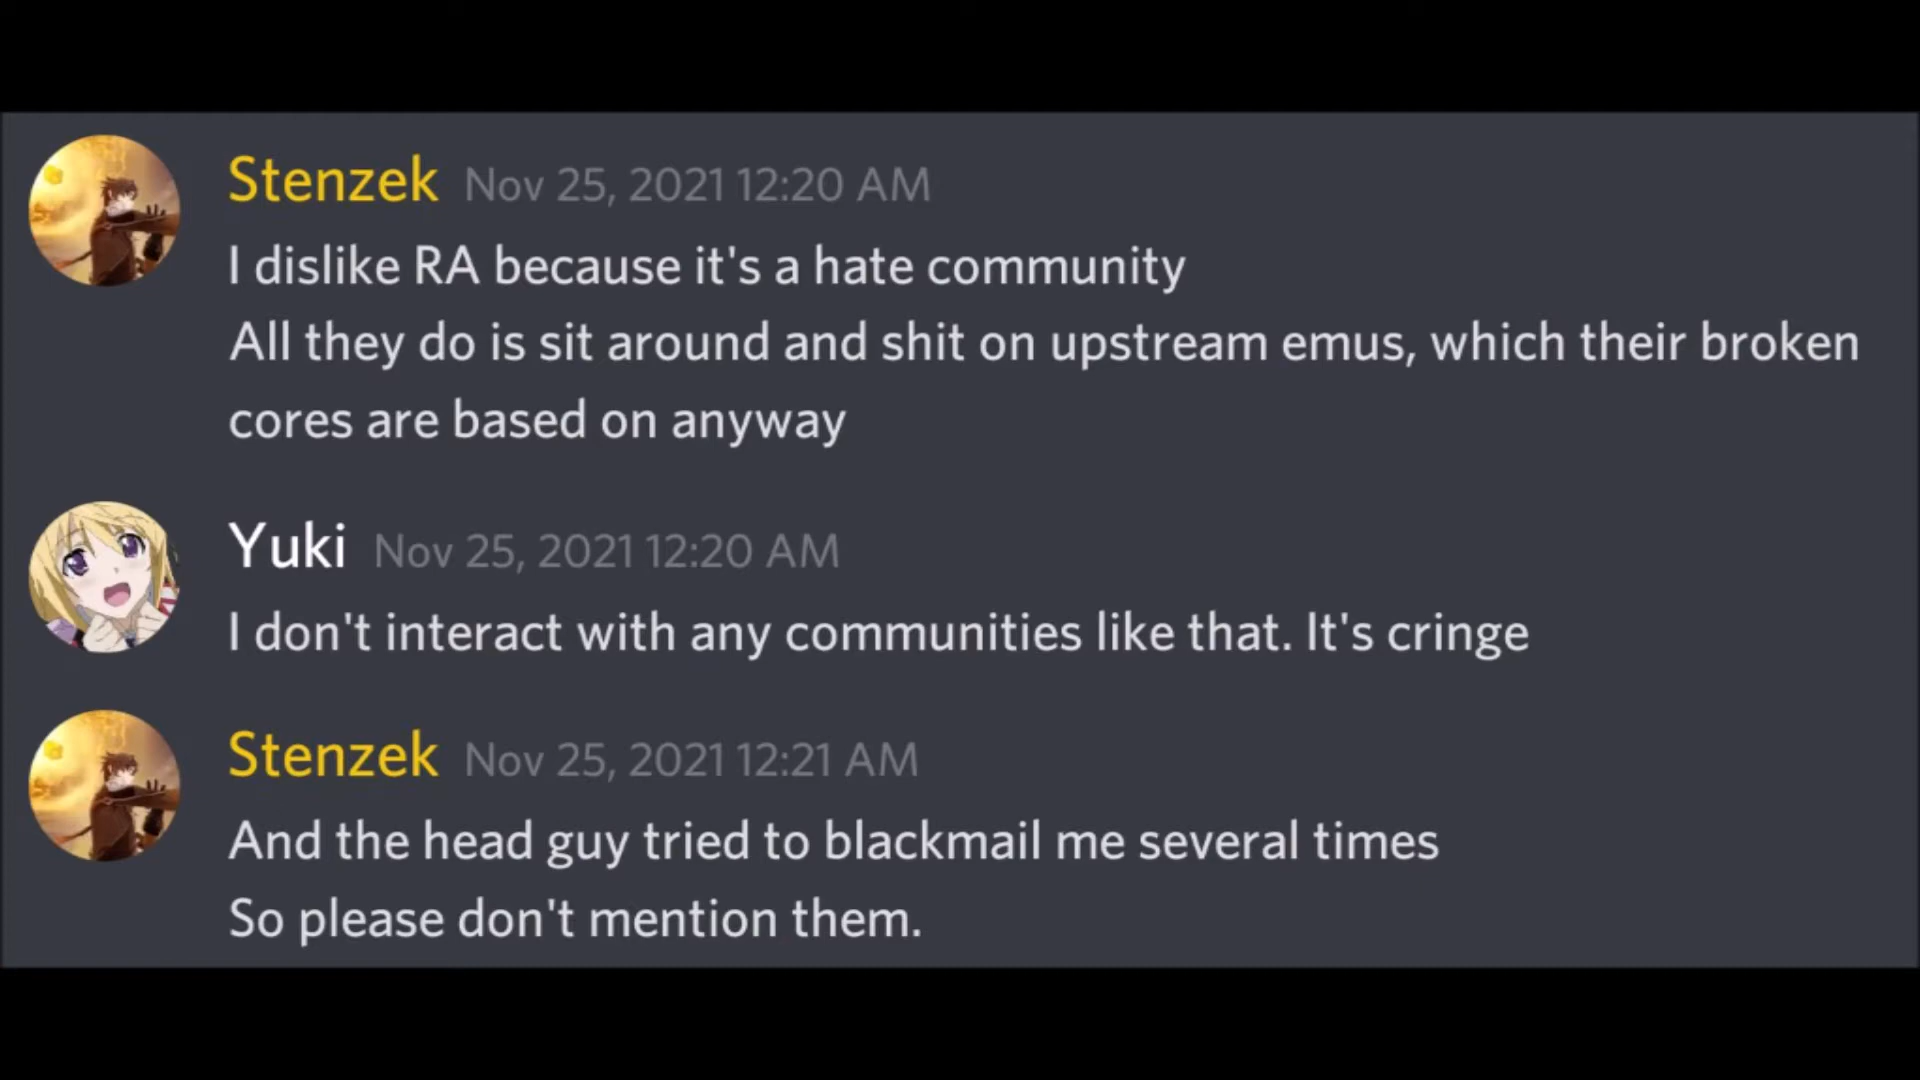 Stenzek Nov 25, 2021 12:20 AM
I dislike RA because it's a hate community
All they do is sit around and shit on upstream emus, which their broken
cores are based on anyway
Yuki Nov 25, 2021 12:20 AM
I don't interact with any communities like that. It's cringe
Stenzek Nov 25, 2021 12:21 AM
And the head guy tried to blackmail me several times
So please don't mention them.